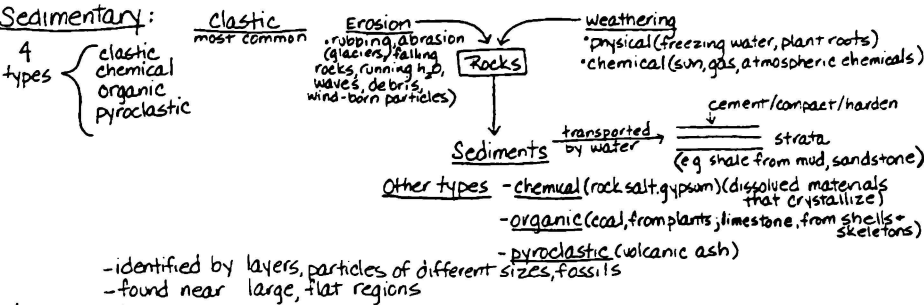 Sedimentary:
4 types
clastic
chemical
organic
pyroclastic
clastic
most common
Erosion
•rubbing, abrasion
(glaciers), falling
rocks, running h2O,
waves, debris,
wind-born particles)
Weathering
•physical (freezing water, plant roots)
•chemical (sun, gas, atmospheric chemicals)
Rocks
Sediments
transported
by water
cement/compact/harden
strata
(eg shale from mud, sandstone)
Other types -chemical (rock salt, gypsum) (dissolved materials
that crystallize)
-organic (coal, from plants; limestone, from shells +
skeletons)
-pyroclastic (volcanic ash)
-identified by layers, particles of different sizes, fossils
-found near large, flat regions